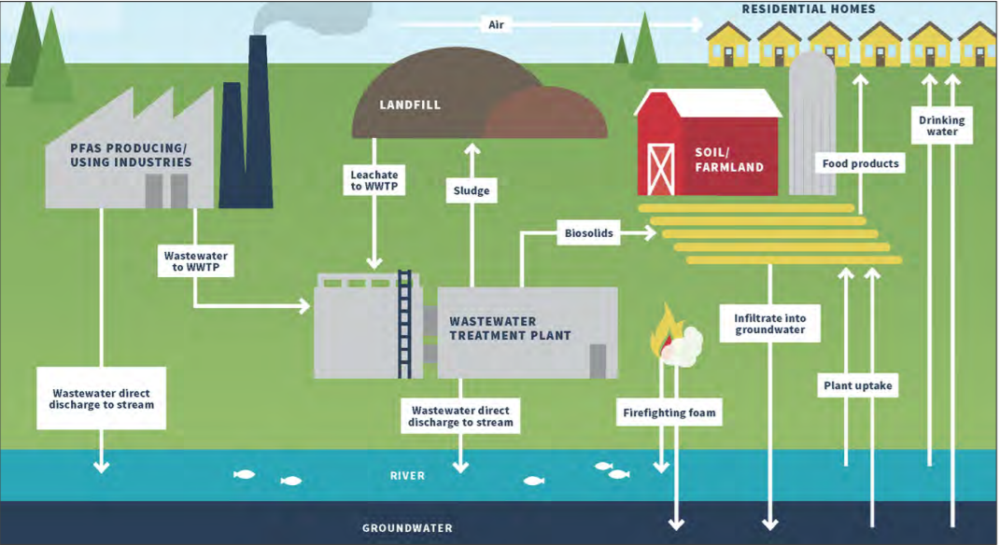 RESIDENTIAL HOMES
Air
LANDFILL
PFAS PRODUCING/
USING INDUSTRIES
SOIL/
FARMLAND
Drinking
water
Food products
Leachate
to WWTP
Sludge
Biosolids
Wastewater
to WWTP
WASTEWATER
TREATMENT PLANT
Infiltrate into
groundwater
Plant uptake
Wastewater direct
discharge to stream
Wastewater direct
discharge to stream
Firefighting foam
RIVER
GROUNDWATER